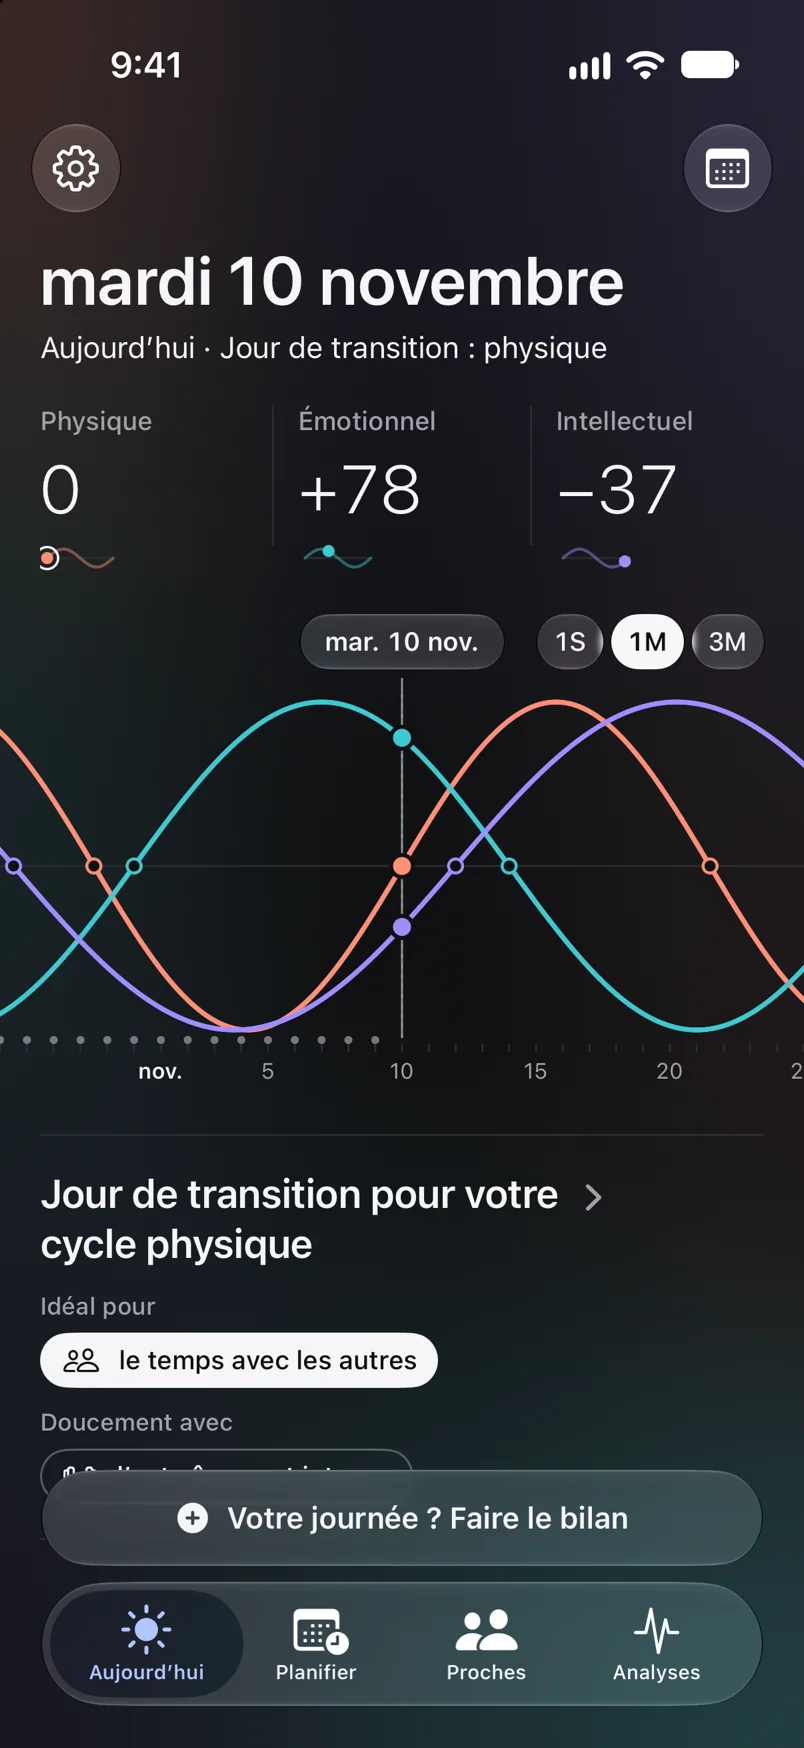 9:41
mardi 10 novembre
Aujourd’hui · Jour de transition : physique
Physique
0
Émotionnel
+78
Intellectuel
−37
mar. 10 nov.
1S
1M
3M
nov.
5
10
15
20
Jour de transition pour votre
cycle physique
Idéal pour
le temps avec les autres
Doucement avec
Votre journée ? Faire le bilan
Aujourd’hui
Planifier
Proches
Analyses